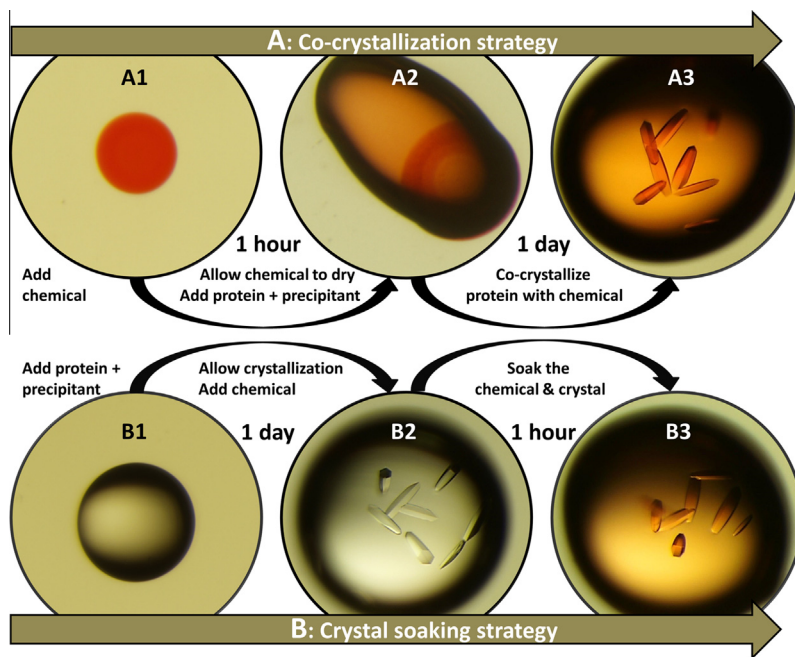 A: Co-crystallization strategy
A1
A2
A3
1 hour
1 day
Add
chemical
Allow chemical to dry
Add protein + precipitant
Co-crystallize
protein with chemical
Add protein +
precipitant
Allow crystallization
Add chemical
Soak the
chemical & crystal
B1
1 day
B2
1 hour
B3
B: Crystal soaking strategy